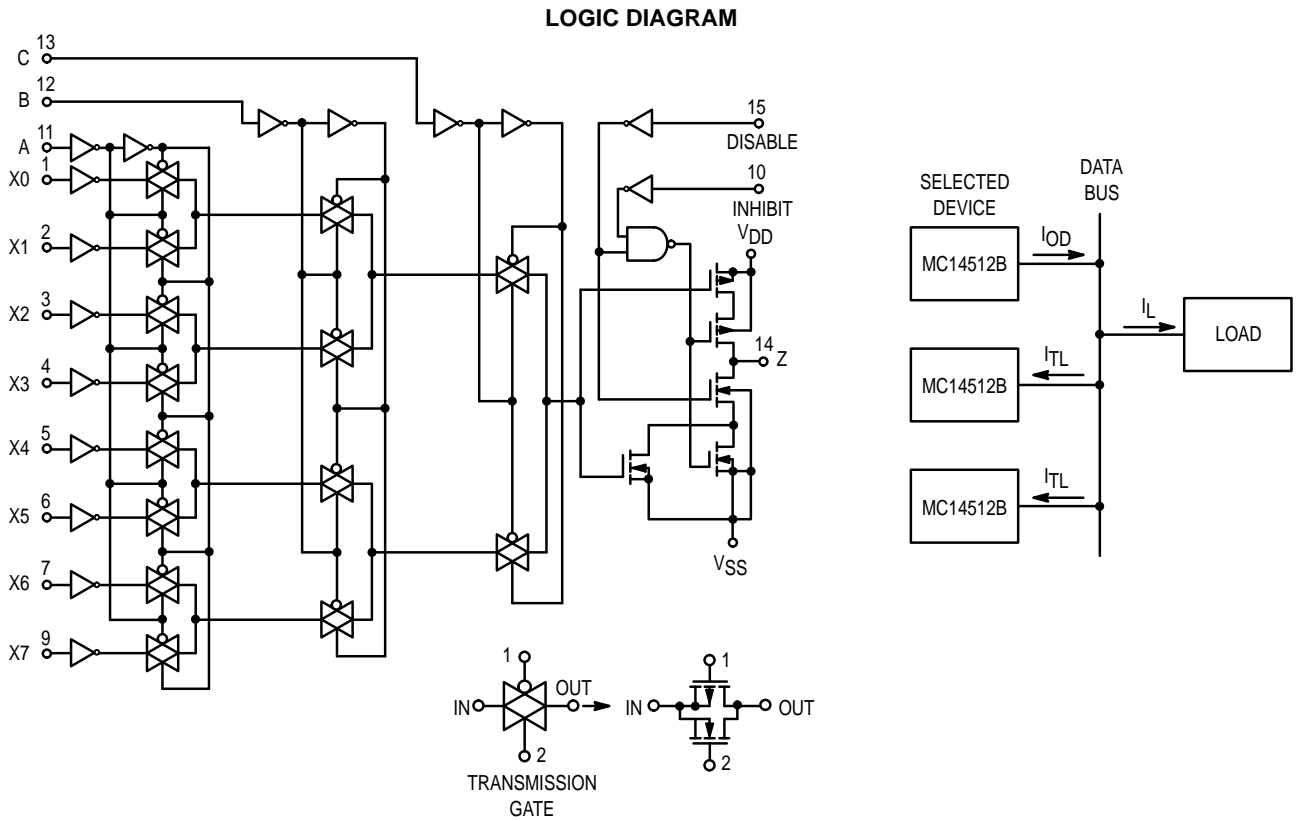 LOGIC DIAGRAM
C 13
B 12
A 11
X0 1
X1 2
X2 3
X3 4
X4 5
X5 6
X6 7
X7 9
15
DISABLE
10
INHIBIT
VDD
14
Z
VSS
SELECTED
DEVICE
DATA
BUS
MC14512B
IOD
MC14512B
ITL
MC14512B
ITL
IL
LOAD
1
IN
OUT
2
TRANSMISSION
GATE
1
IN
OUT
2